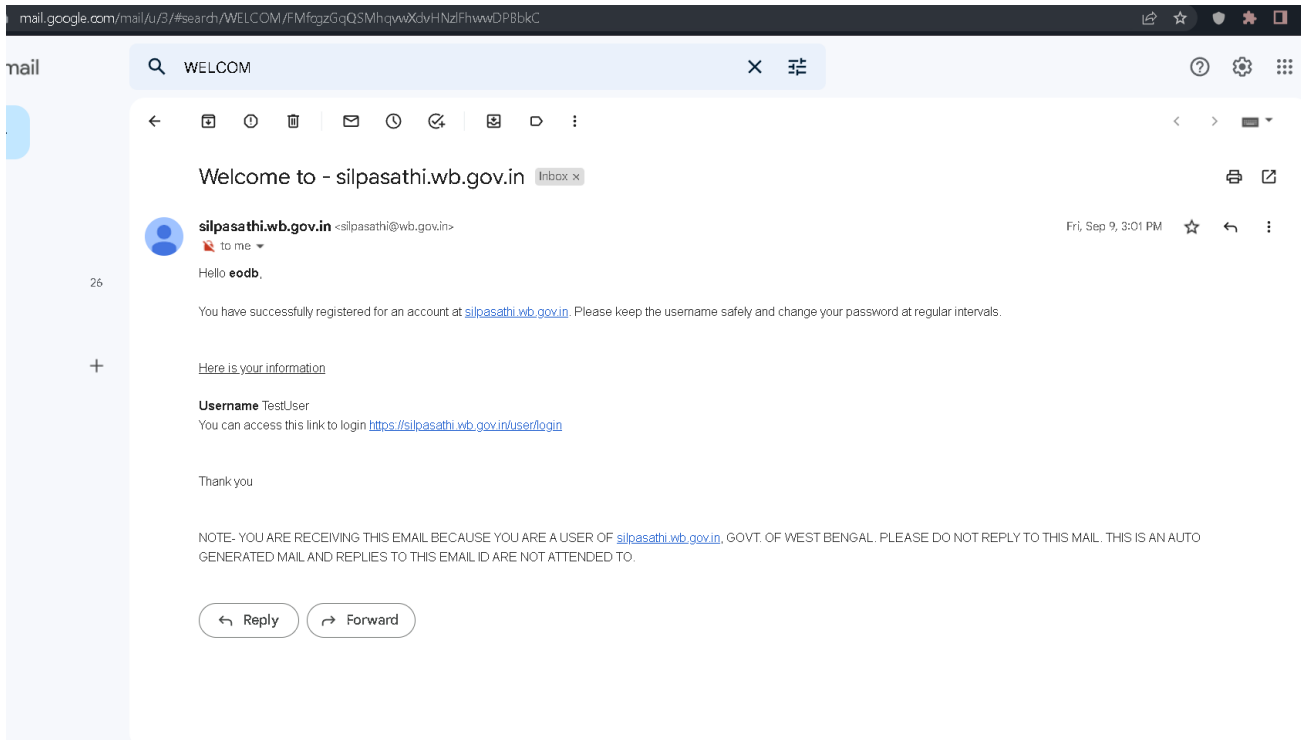 mail.google.com/mail/u/3/#search/WELCOM/
mail
WELCOM
Welcome to - silpasathi.wb.gov.in Inbox ×
silpasathi.wb.gov.in <silpasathi@wb.gov.in>
Fri, Sep 9, 3:01 PM
to me
Hello eodb,
26
You have successfully registered for an account at silpasathi.wb.gov.in. Please keep the username safely and change your password at regular intervals.
Here is your information
Username TestUser
You can access this link to login https://silpasathi.wb.gov.in/user/login
Thank you
NOTE- YOU ARE RECEIVING THIS EMAIL BECAUSE YOU ARE A USER OF silpasathi.wb.gov.in, GOVT. OF WEST BENGAL. PLEASE DO NOT REPLY TO THIS MAIL. THIS IS AN AUTO
GENERATED MAIL AND REPLIES TO THIS EMAIL ID ARE NOT ATTENDED TO.
Reply Forward